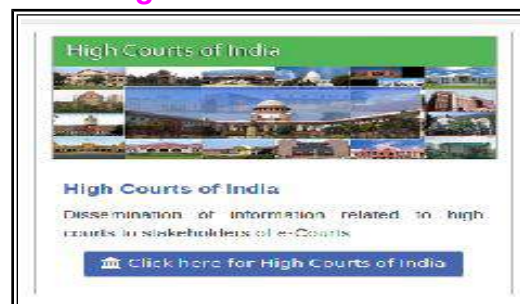 High Courts of India
High Courts of India
Dissemination of information related to high
courts to stakeholders of e-Courts
Click here for High Courts of India